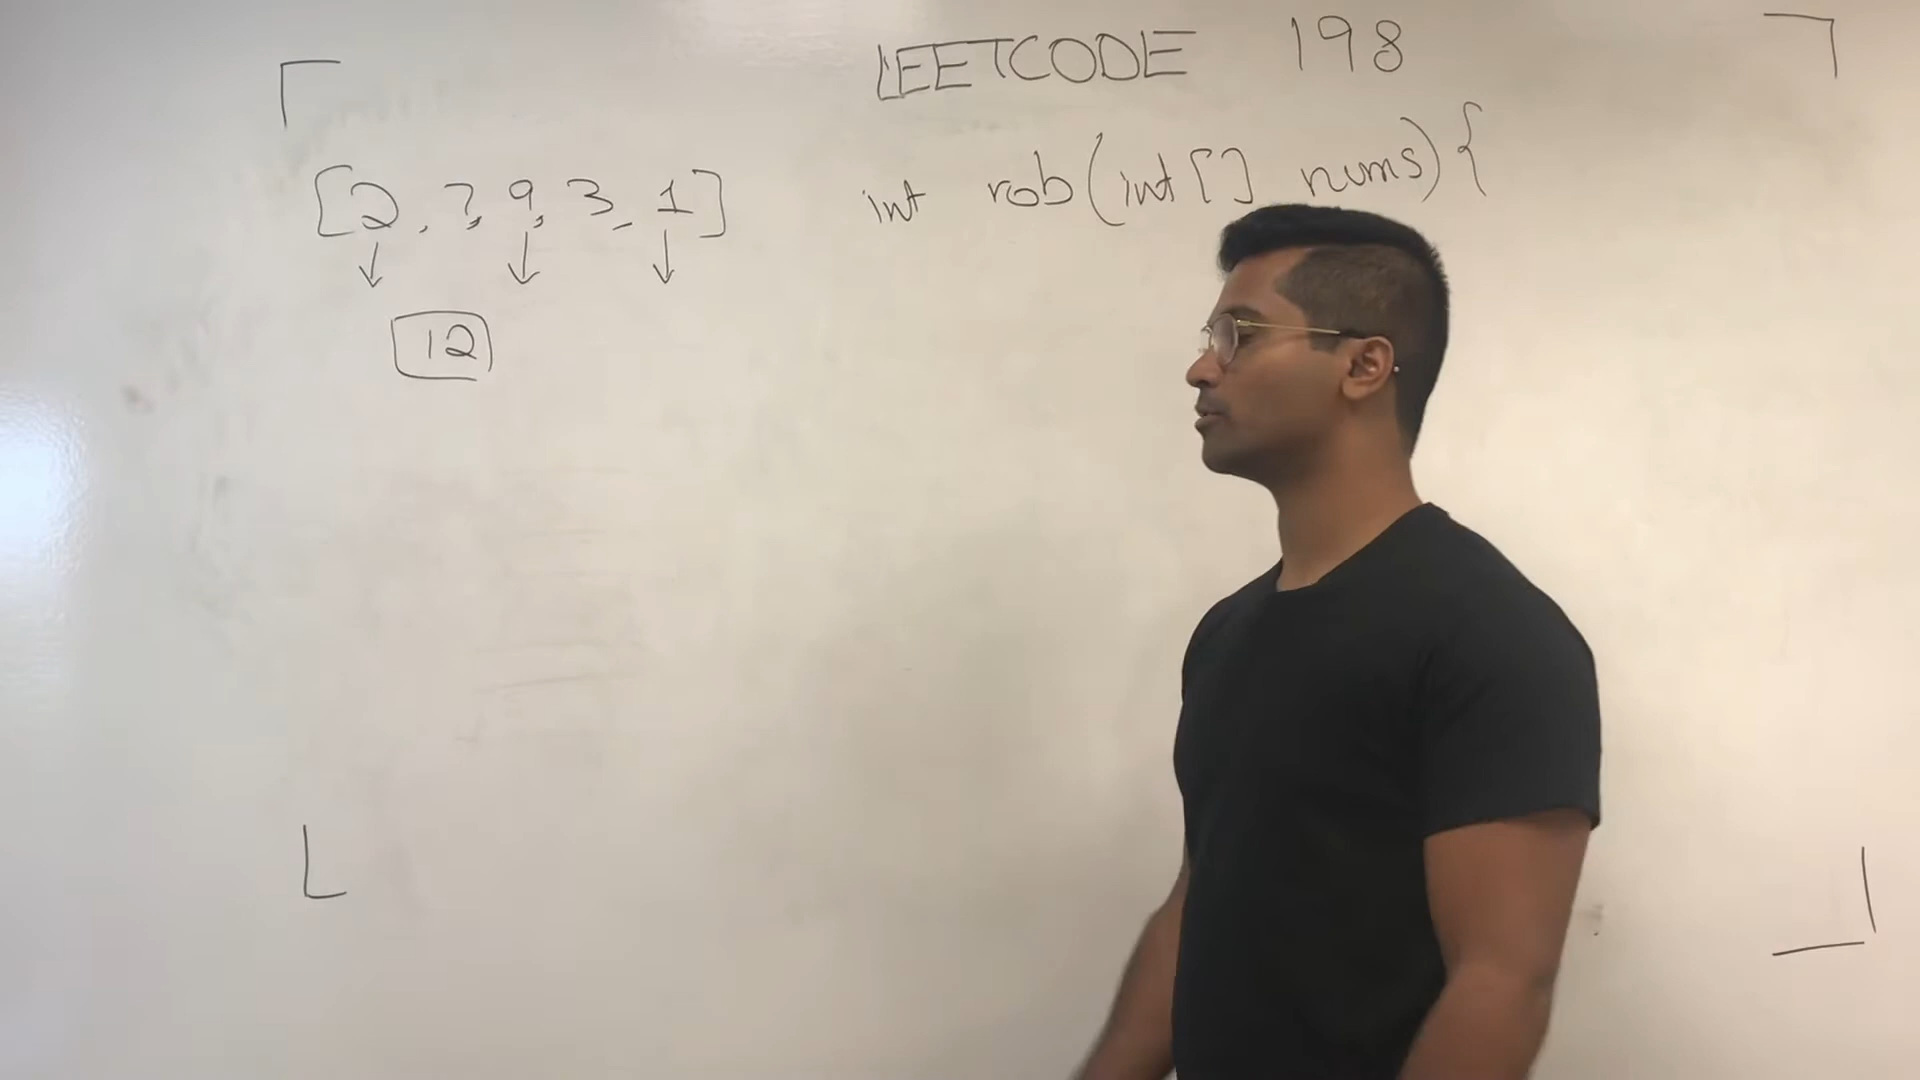 LEETCODE 198
[2, 7, 9, 3, 1]
int rob(int[] nums){
12